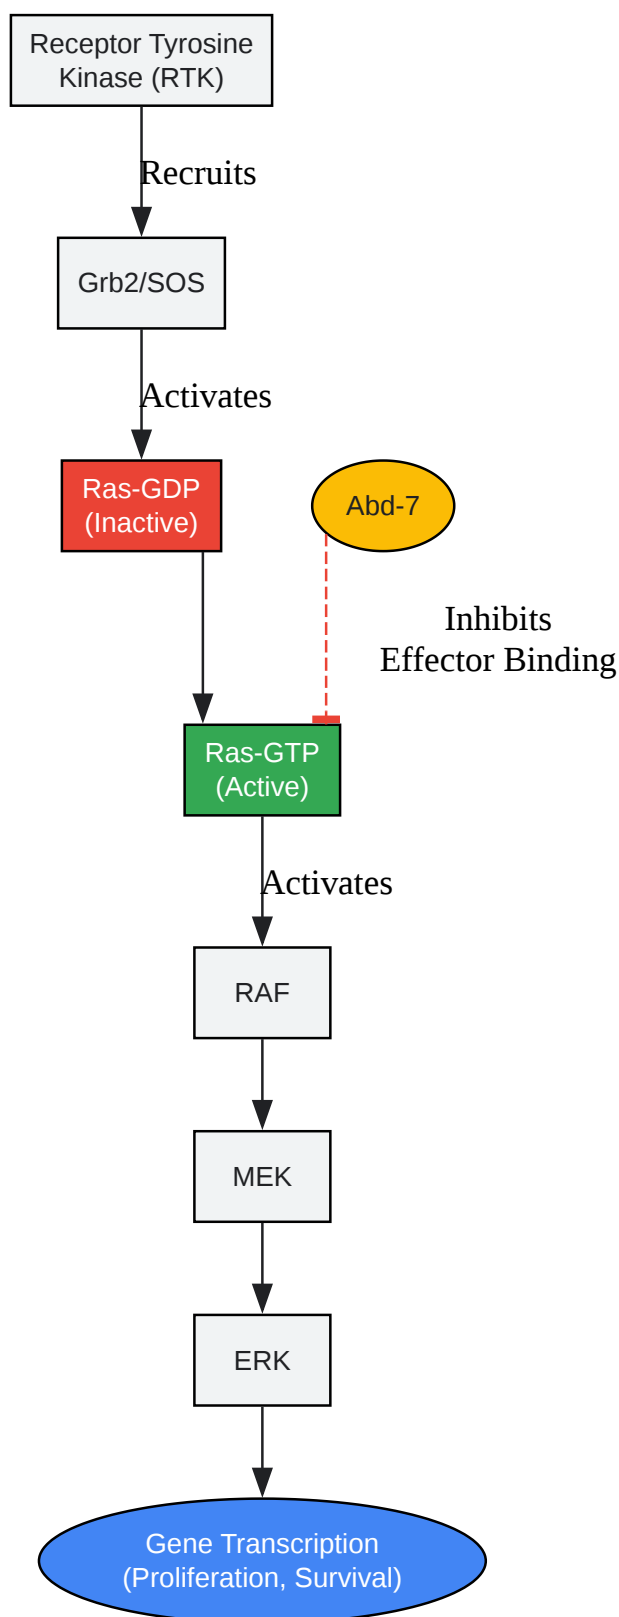 Receptor Tyrosine
Kinase (RTK)
Recruits
Grb2/SOS
Activates
Ras-GDP
(Inactive)
Abd-7
Inhibits
Effector Binding
Ras-GTP
(Active)
Activates
RAF
MEK
ERK
Gene Transcription
(Proliferation, Survival)